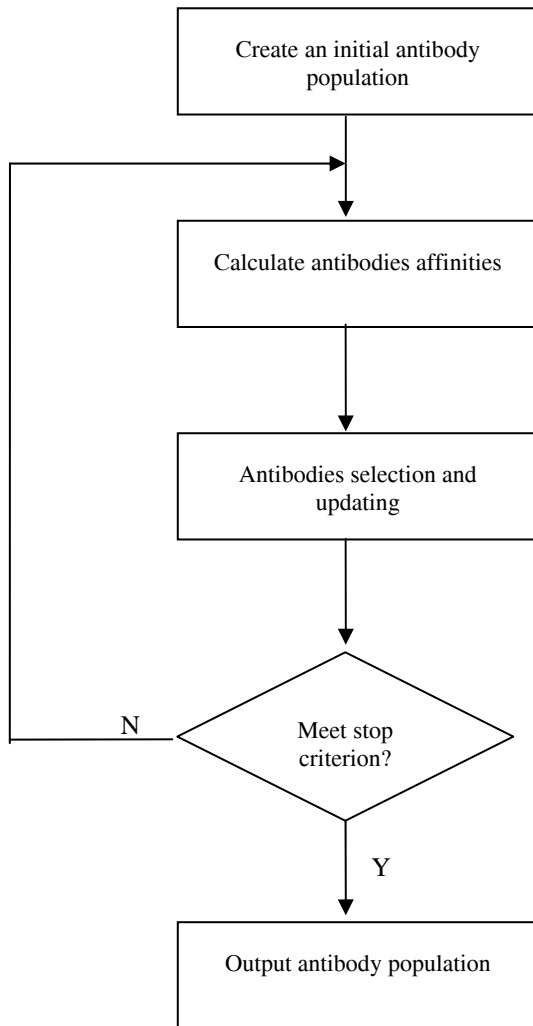 Create an initial antibody
population
Calculate antibodies affinities
Antibodies selection and
updating
Meet stop
criterion?
N
Y
Output antibody population